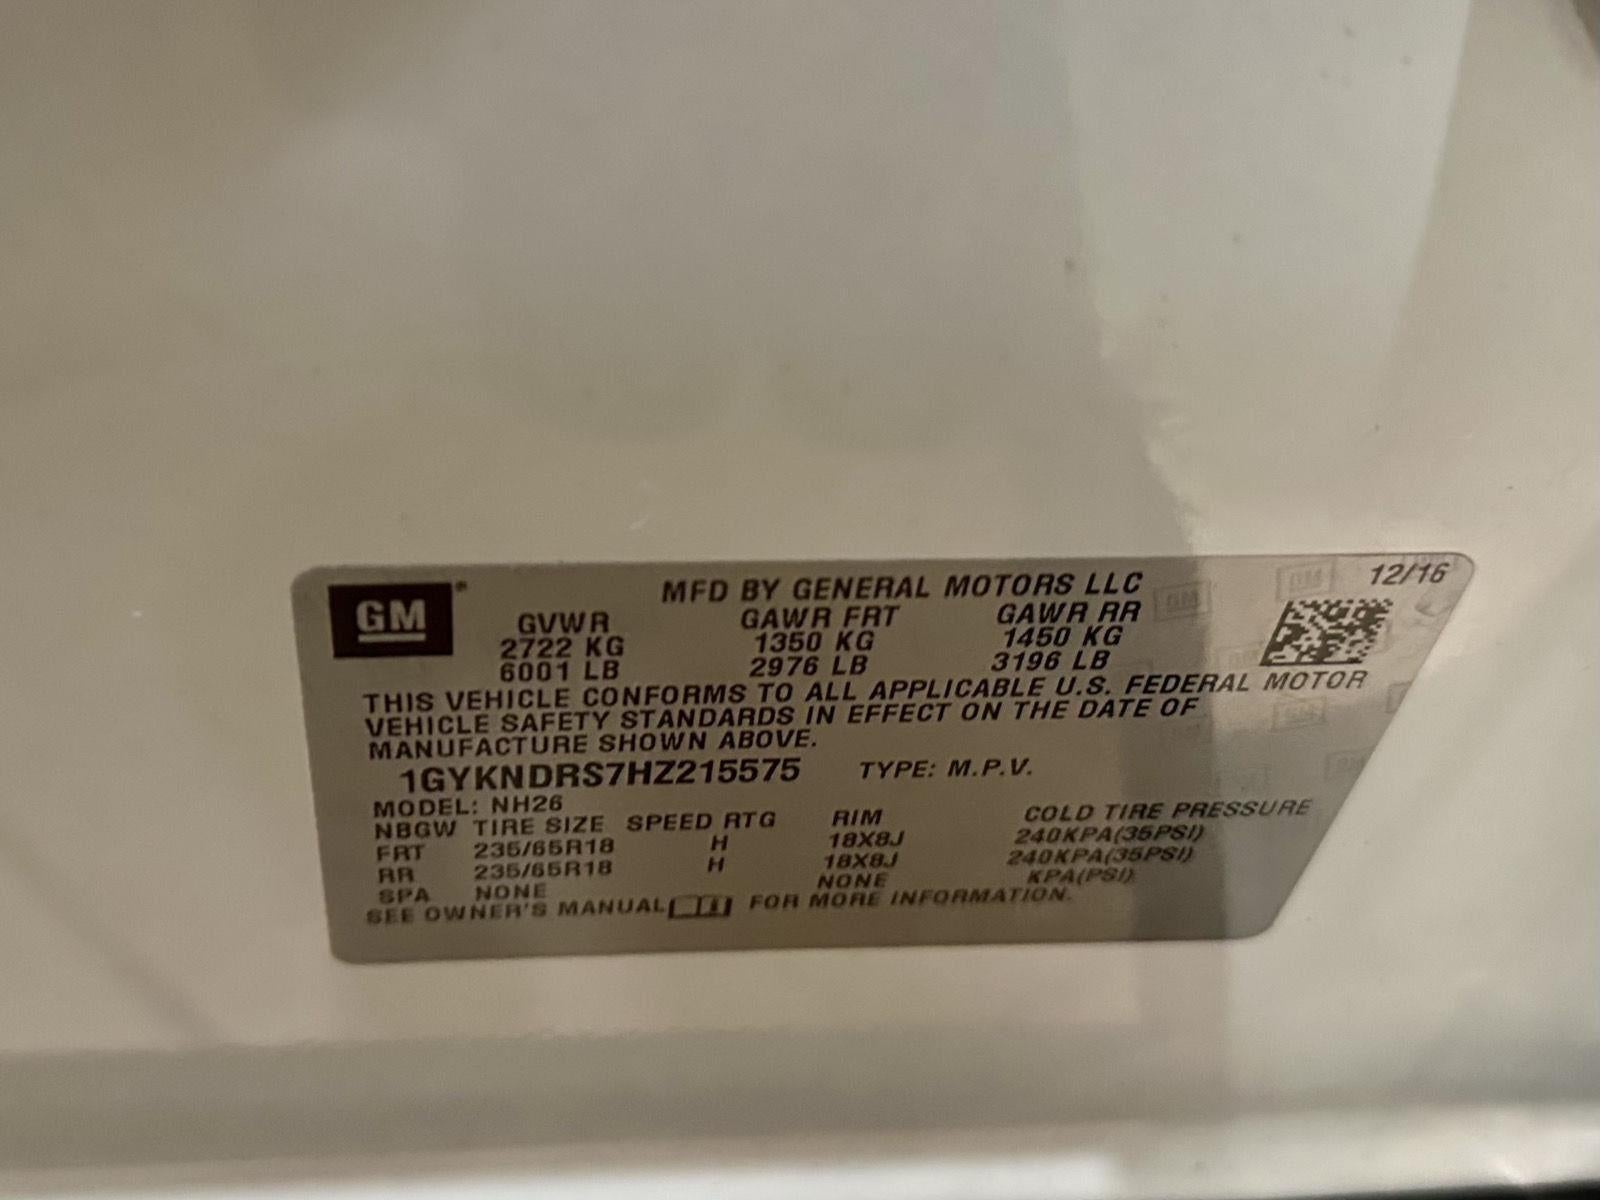 GM®
MFD BY GENERAL MOTORS LLC
12/16
GVWR GAWR FRT GAWR RR
2722 KG 1350 KG 1450 KG
6001 LB 2976 LB 3196 LB
THIS VEHICLE CONFORMS TO ALL APPLICABLE U.S. FEDERAL MOTOR
VEHICLE SAFETY STANDARDS IN EFFECT ON THE DATE OF
MANUFACTURE SHOWN ABOVE.
1GYKNDRS7HZ215575 TYPE: M.P.V.
MODEL: NH26
NBGW TIRE SIZE SPEED RTG RIM COLD TIRE PRESSURE
FRT 235/65R18 H 18X8J 240KPA(35PSI)
RR 235/65R18 H 18X8J 240KPA(35PSI)
SPA NONE NONE KPA(PSI)
SEE OWNER'S MANUAL FOR MORE INFORMATION.